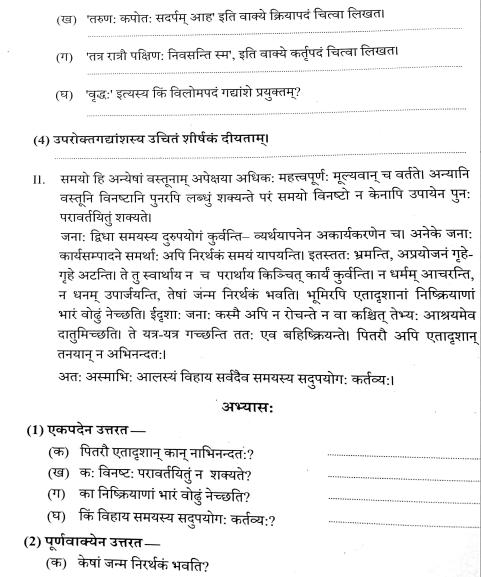 (ख) 'तरुण: कपोत: सदर्पम् आह' इति वाक्ये क्रियापदं चित्वा लिखत।
(ग) 'तत्र रात्रौ पक्षिण: निवसन्ति स्म', इति वाक्ये कर्तृपदं चित्वा लिखत।
(घ) 'वृद्ध:' इत्यस्य किं विलोमपदं गद्यांशे प्रयुक्तम्?
(4) उपरोक्तगद्यांशस्य उचितं शीर्षकं दीयताम्।
II. समयो हि अन्येषां वस्तूनाम् अपेक्षया अधिक: महत्त्वपूर्ण: मूल्यवान् च वर्तते। अन्यानि
वस्तूनि विनष्टानि पुनरपि लब्धुं शक्यन्ते परं समयो विनष्टो न केनापि उपायेन पुन:
परावर्तयितुं शक्यते।
जना: द्विधा समयस्य दुरुपयोगं कुर्वन्ति– व्यर्थयापनेन अकार्यकरणेन च। अनेके जना:
कार्यसम्पादने समर्था: अपि निरर्थकं समयं यापयन्ति। इतस्तत: भ्रमन्ति, अप्रयोजनं गृहे-
गृहे अटन्ति। ते तु स्वार्थाय न च परार्थाय किञ्चित् कार्यं कुर्वन्ति। न धर्मम् आचरन्ति,
न धनम् उपार्जयन्ति, तेषां जन्म निरर्थकं भवति। भूमिरपि एतादृशानां निष्क्रियाणां
भारं वोढुं नेच्छति। ईदृशा: जना: कस्मै अपि न रोचन्ते न वा कश्चित् तेभ्य: आश्रयमेव
दातुमिच्छति। ते यत्र-यत्र गच्छन्ति तत: एव बहिष्क्रियन्ते। पितरौ अपि एतादृशान्
तनयान् न अभिनन्दत:।
अत: अस्माभि: आलस्यं विहाय सर्वदैव समयस्य सदुपयोग: कर्तव्य:।
अभ्यास:
(1) एकपदेन उत्तरत —
(क) पितरौ एतादृशान् कान् नाभिनन्दत:?
(ख) क: विनष्ट: परावर्तयितुं न शक्यते?
(ग) का निष्क्रियाणां भारं वोढुं नेच्छति?
(घ) किं विहाय समयस्य सदुपयोग: कर्तव्य:?
(2) पूर्णवाक्येन उत्तरत —
(क) केषां जन्म निरर्थकं भवति?